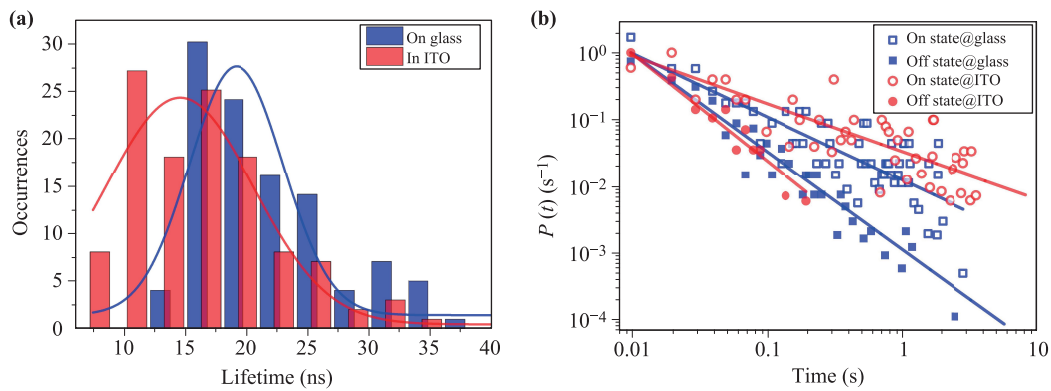 (a)
On glass
In ITO
Occurrences
30
25
20
15
10
5
0
10 15 20 25 30 35 40
Lifetime (ns)
(b)
On state@glass
Off state@glass
On state@ITO
Off state@ITO
P (t) (s⁻¹)
10⁰
10⁻¹
10⁻²
10⁻³
10⁻⁴
0.01 0.1 1 10
Time (s)